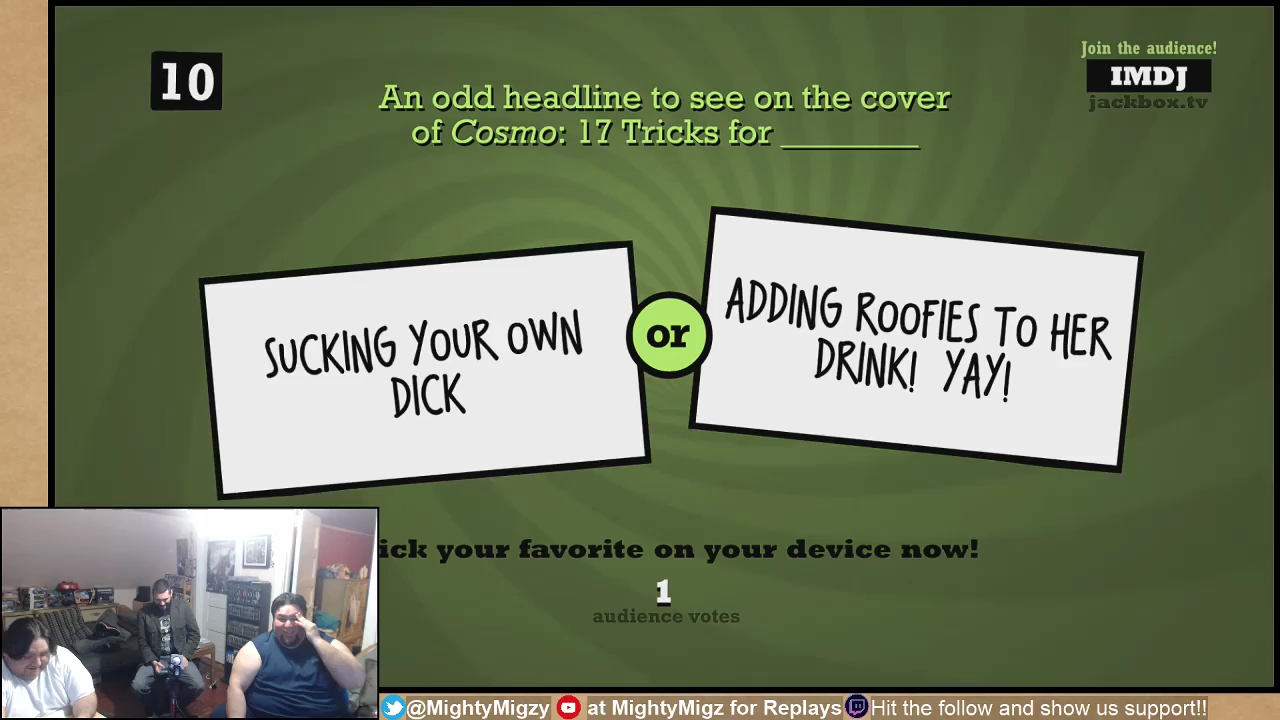 10
Join the audience!
IMDJ
jackbox.tv
An odd headline to see on the cover
of Cosmo: 17 Tricks for ________
SUCKING YOUR OWN
DICK
or
ADDING ROOFIES TO HER
DRINK! YAY!
ick your favorite on your device now!
1
audience votes
@MightyMigzy at MightyMigz for Replays Hit the follow and show us support!!